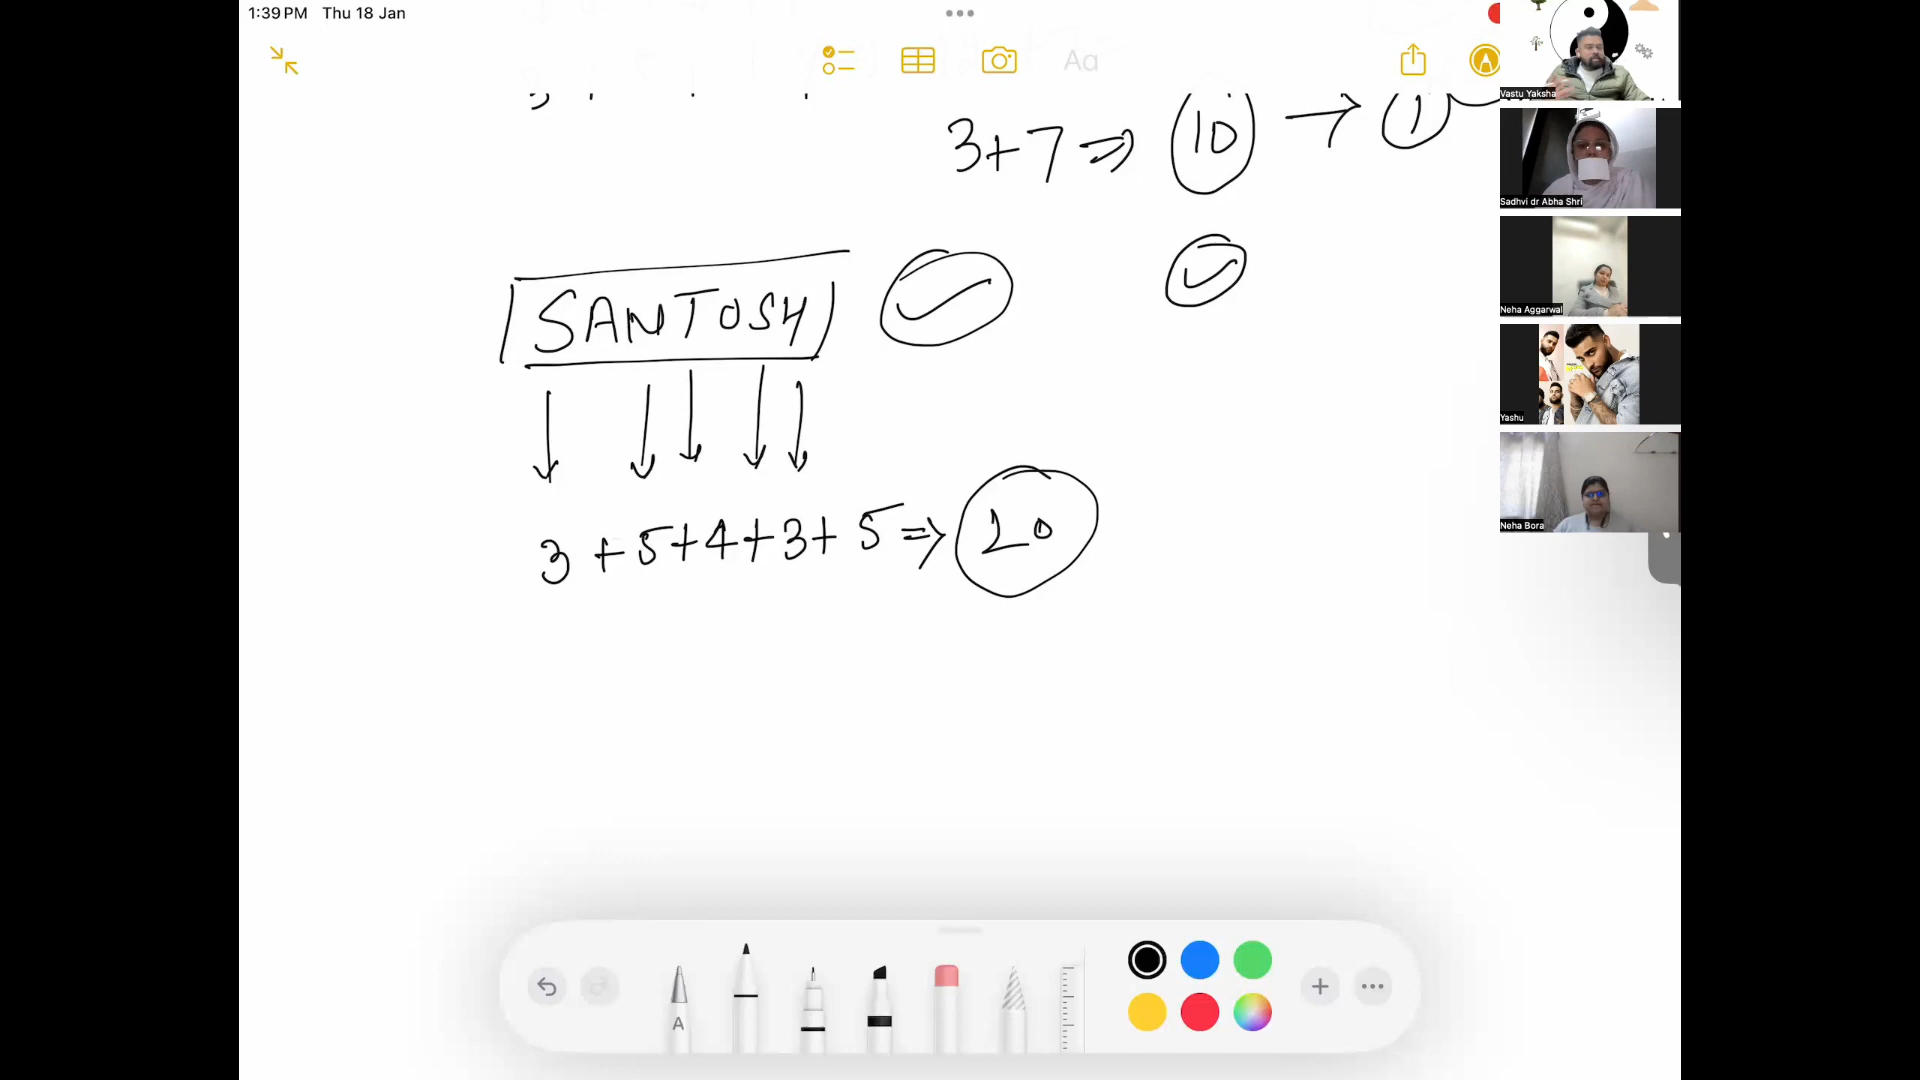 1:39 PM Thu 18 Jan
Aa
3+7 ⇒ 10 → 1
SANTOSH
3+5+4+3+5 ⇒ 20
A
Vastu Yaksha
Sadhvi dr Abha Shri
Neha Aggarwal
Yashu
Neha Bora